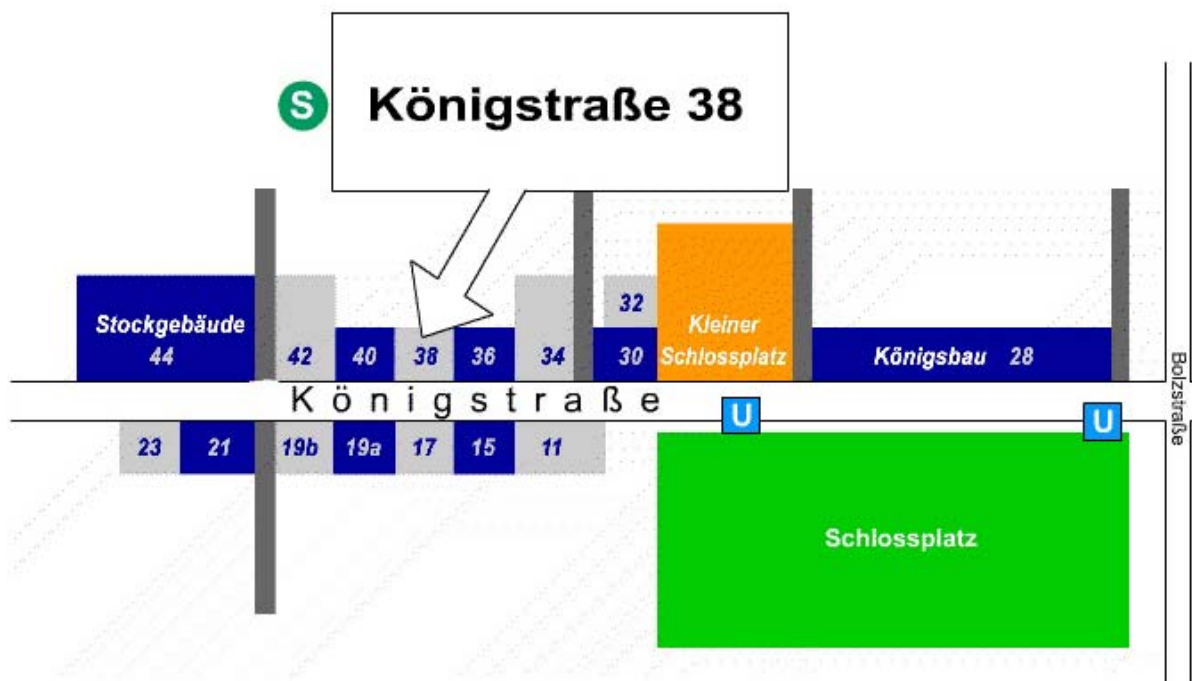 S
Königstraße 38
Stockgebäude
44
42
40
38
36
34
32
30
Kleiner
Schlossplatz
Königsbau 28
Königstraße
U
U
Bolzstraße
23
21
19b
19a
17
15
11
Schlossplatz